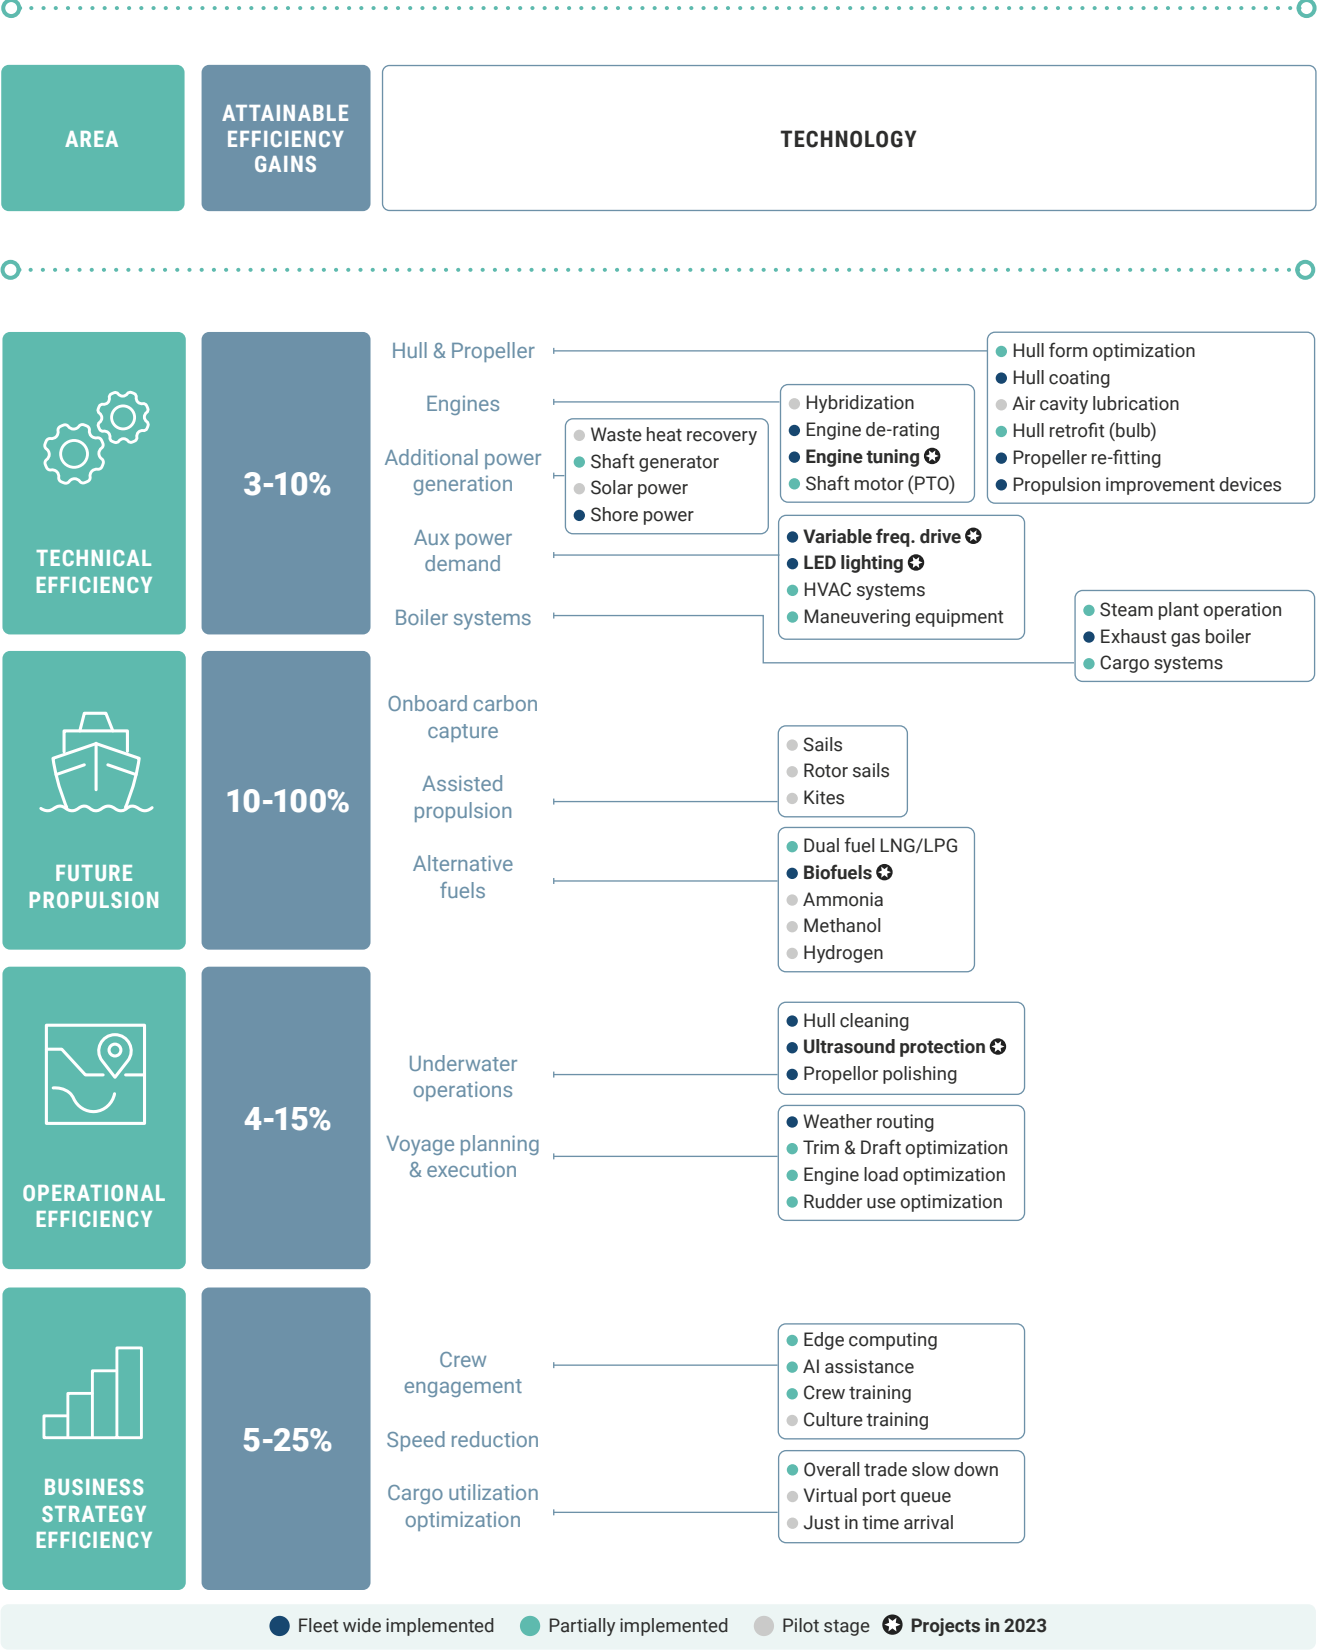 AREA
ATTAINABLE
EFFICIENCY
GAINS
TECHNOLOGY
TECHNICAL
EFFICIENCY
3-10%
Hull & Propeller
Hull form optimization
Hull coating
Air cavity lubrication
Hull retrofit (bulb)
Propeller re-fitting
Propulsion improvement devices
Engines
Hybridization
Engine de-rating
Engine tuning
Shaft motor (PTO)
Additional power
generation
Waste heat recovery
Shaft generator
Solar power
Shore power
Aux power
demand
Variable freq. drive
LED lighting
HVAC systems
Maneuvering equipment
Boiler systems
Steam plant operation
Exhaust gas boiler
Cargo systems
FUTURE
PROPULSION
10-100%
Onboard carbon
capture
Assisted
propulsion
Sails
Rotor sails
Kites
Alternative
fuels
Dual fuel LNG/LPG
Biofuels
Ammonia
Methanol
Hydrogen
OPERATIONAL
EFFICIENCY
4-15%
Underwater
operations
Hull cleaning
Ultrasound protection
Propellor polishing
Voyage planning
& execution
Weather routing
Trim & Draft optimization
Engine load optimization
Rudder use optimization
BUSINESS
STRATEGY
EFFICIENCY
5-25%
Crew
engagement
Edge computing
AI assistance
Crew training
Culture training
Speed reduction
Cargo utilization
optimization
Overall trade slow down
Virtual port queue
Just in time arrival
Fleet wide implemented
Partially implemented
Pilot stage
Projects in 2023